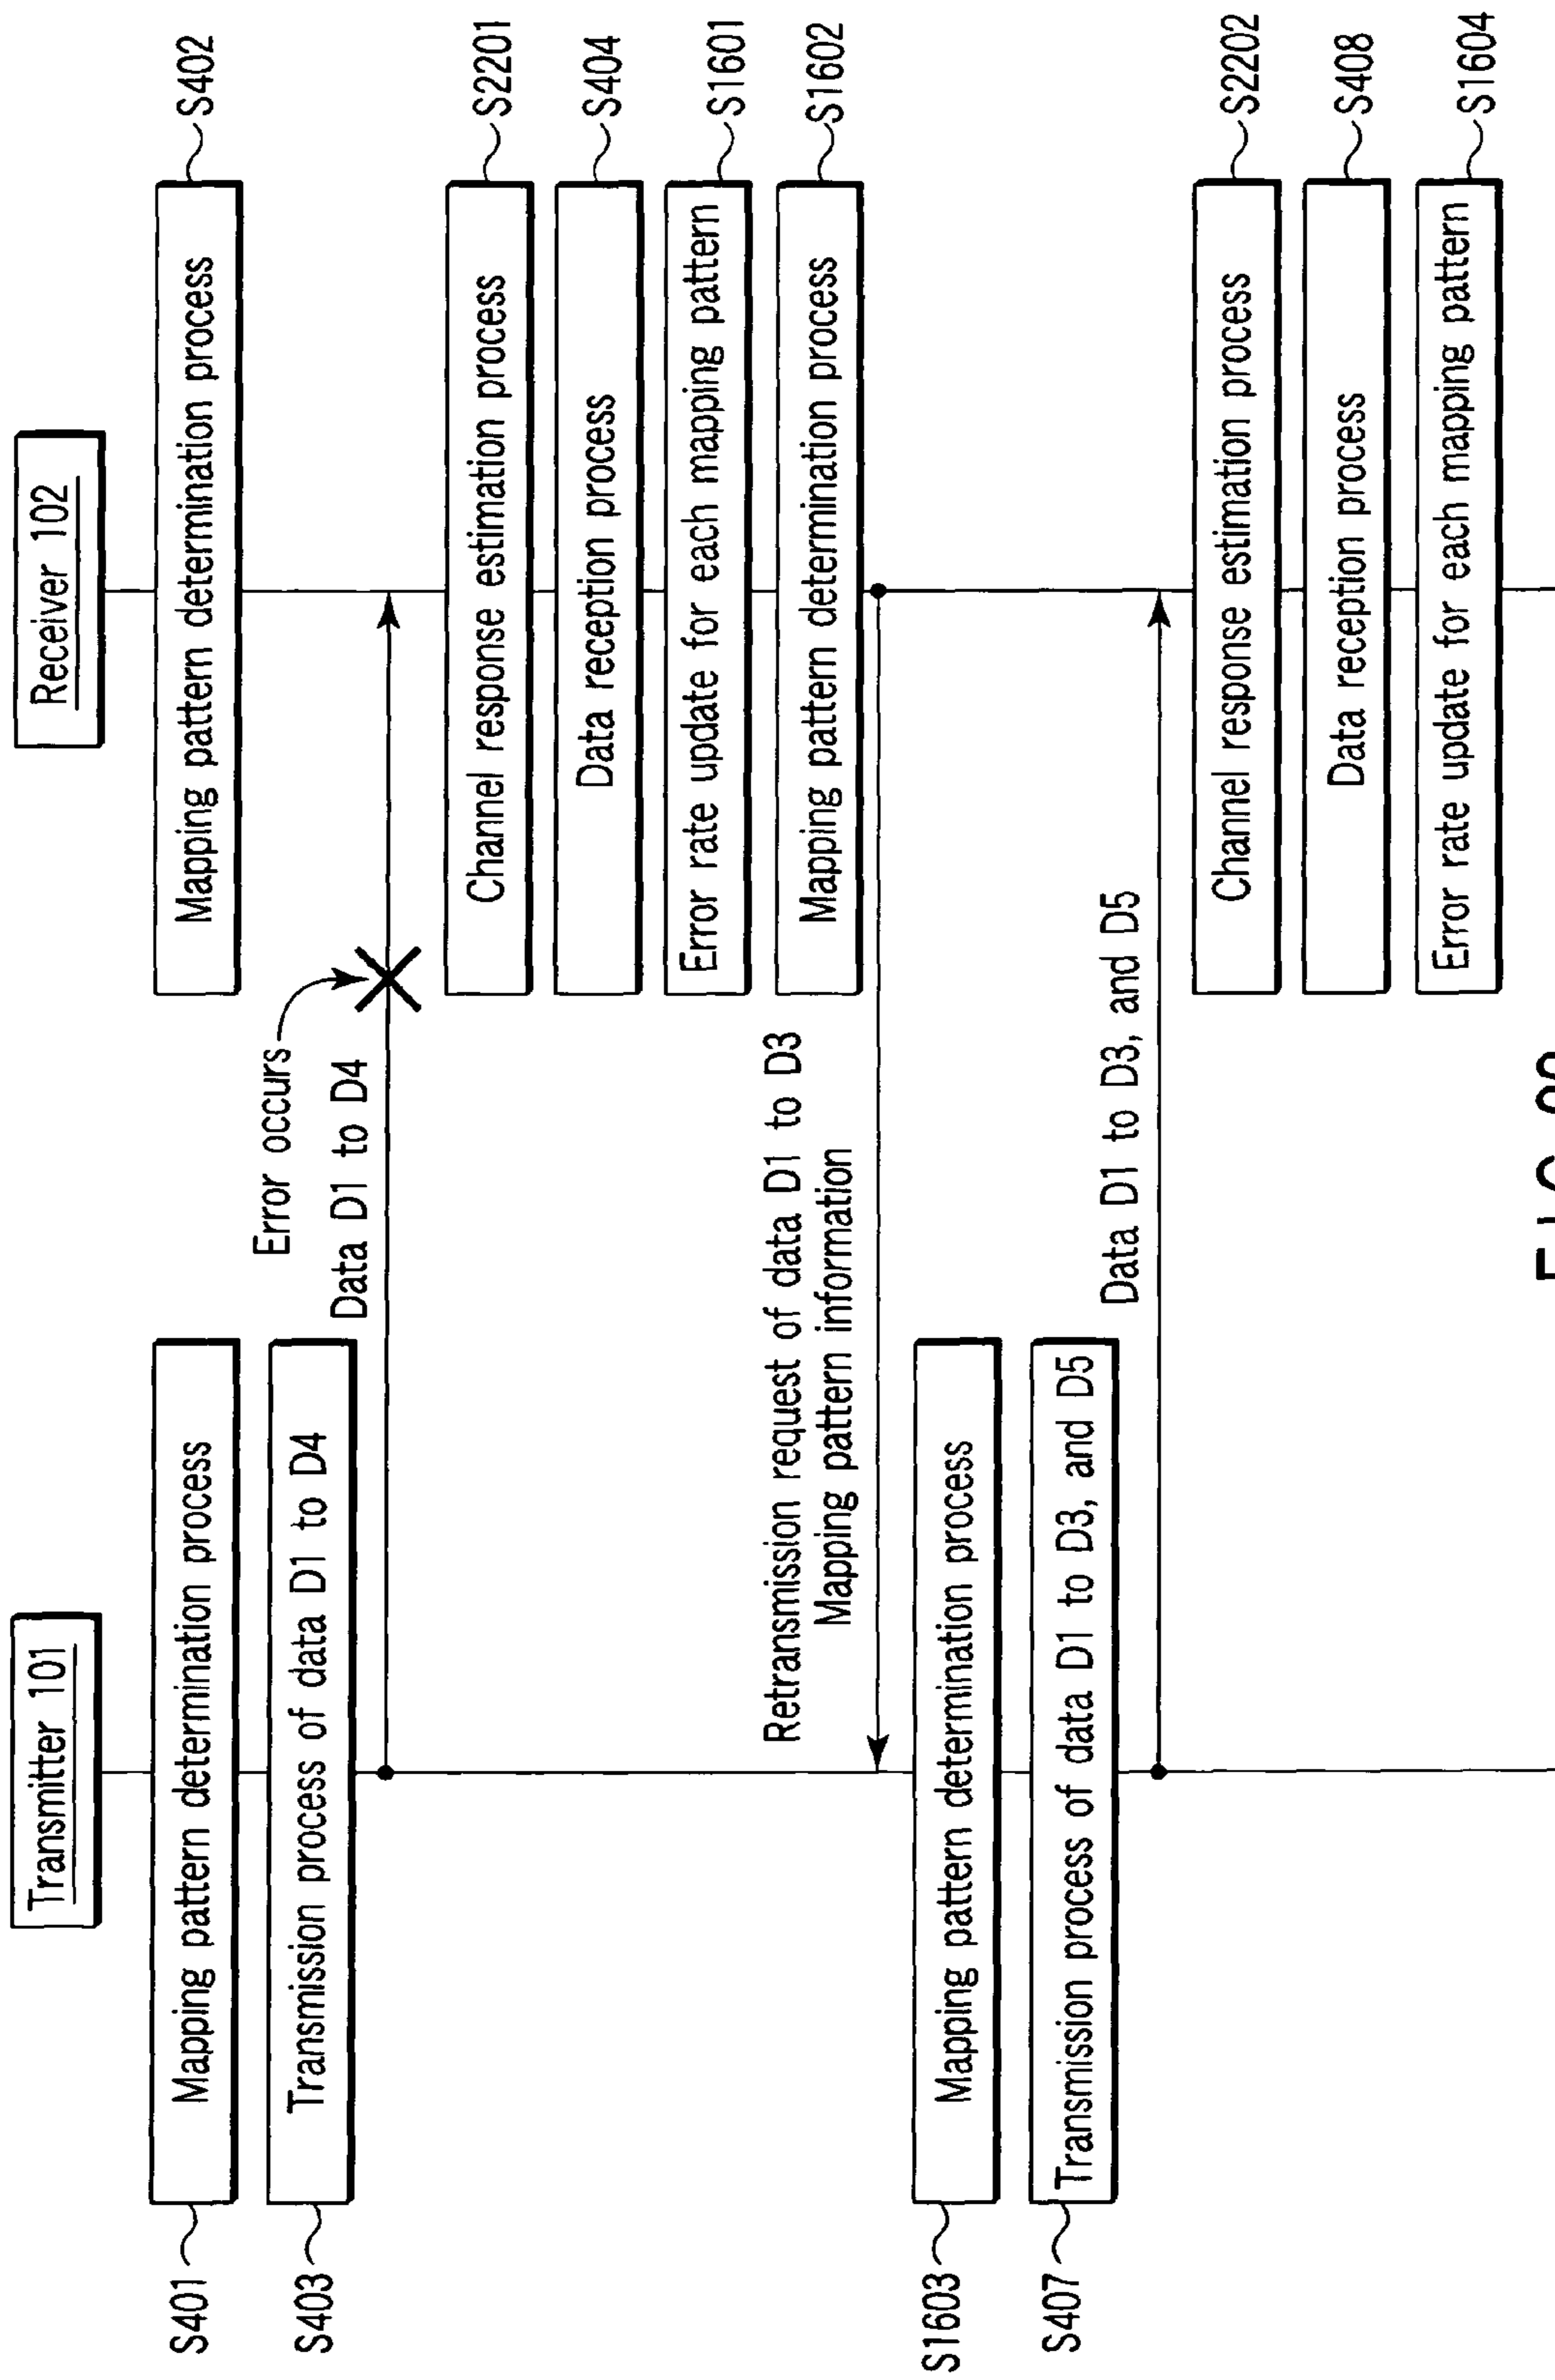 Transmitter 101
Receiver 102
S401
Mapping pattern determination process
Mapping pattern determination process
S402
S403
Transmission process of data D1 to D4
Error occurs
Data D1 to D4
Channel response estimation process
S2201
Data reception process
S404
Error rate update for each mapping pattern
S1601
Mapping pattern determination process
S1602
Retransmission request of data D1 to D3
Mapping pattern information
S1603
Mapping pattern determination process
S407
Transmission process of data D1 to D3, and D5
Data D1 to D3, and D5
Channel response estimation process
S2202
Data reception process
S408
Error rate update for each mapping pattern
S1604